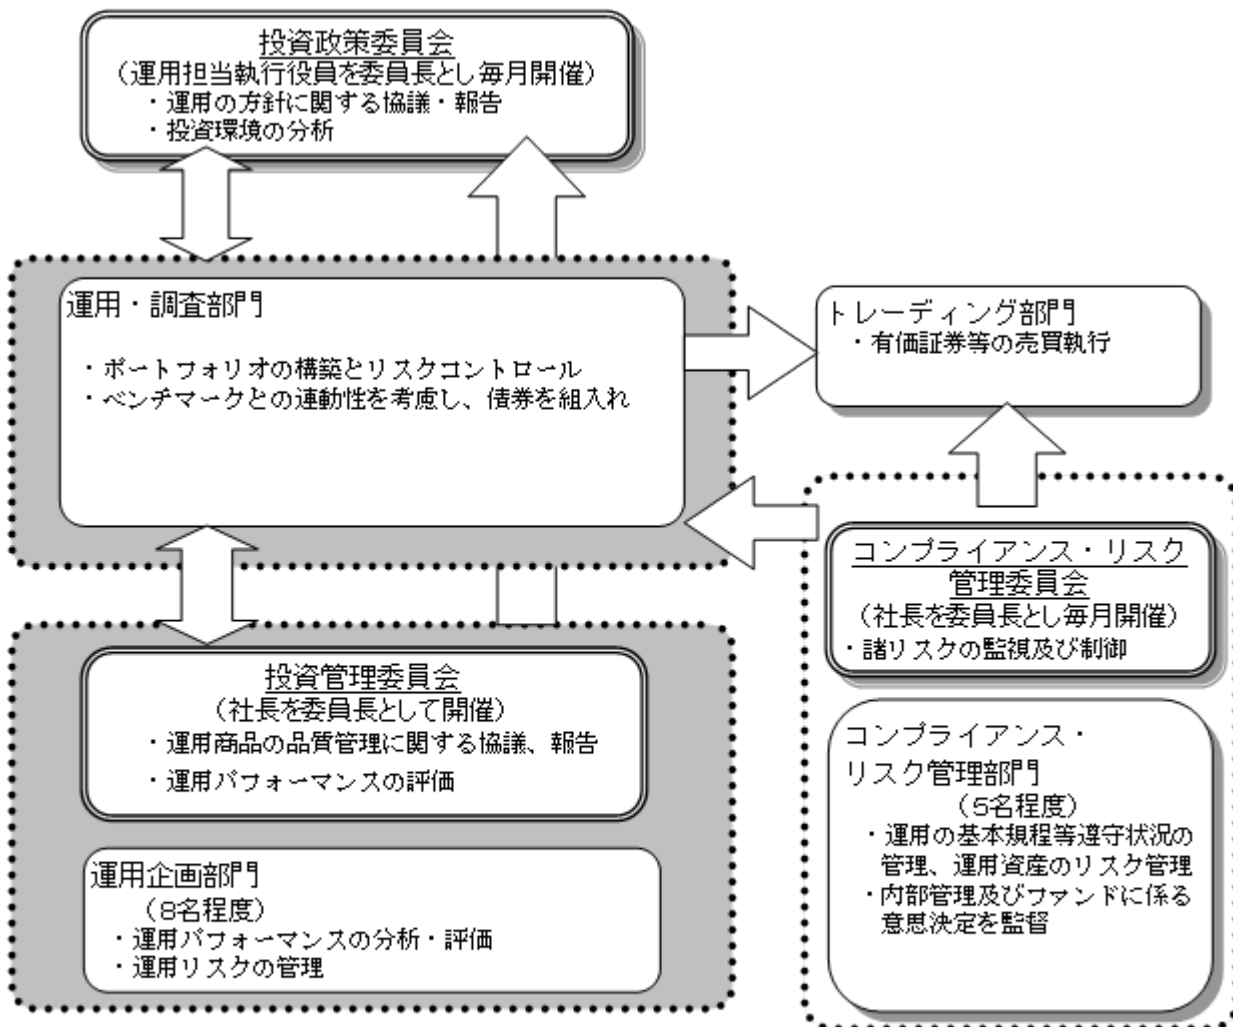 投資政策委員会
(運用担当執行役員を委員長とし毎月開催)
・運用の方針に関する協議・報告
・投資環境の分析
運用・調査部門
・ポートフォリオの構築とリスクコントロール
・ベンチマークとの連動性を考慮し、債券を組入れ
トレーディング部門
・有価証券等の売買執行
投資管理委員会
(社長を委員長として開催)
・運用商品の品質管理に関する協議、報告
・運用パフォーマンスの評価
運用企画部門
(8名程度)
・運用パフォーマンスの分析・評価
・運用リスクの管理
コンプライアンス・リスク
管理委員会
(社長を委員長とし毎月開催)
・諸リスクの監視及び制御
コンプライアンス・
リスク管理部門
(5名程度)
・運用の基本規程等遵守状況の
管理、運用資産のリスク管理
・内部管理及びファンドに係る
意思決定を監督